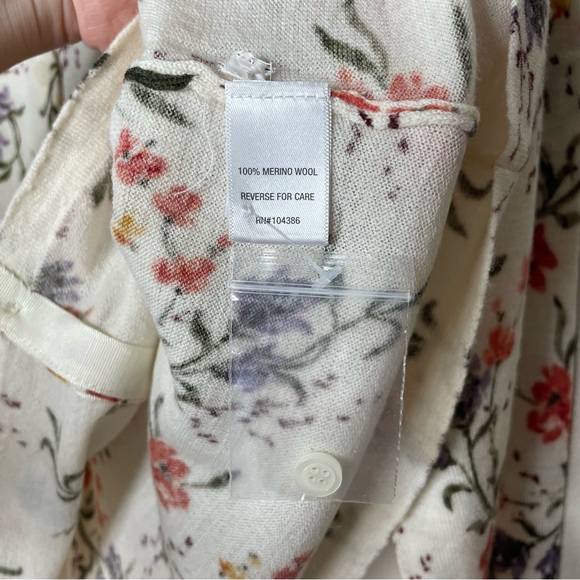 100% MERINO WOOL
REVERSE FOR CARE
RN#104386